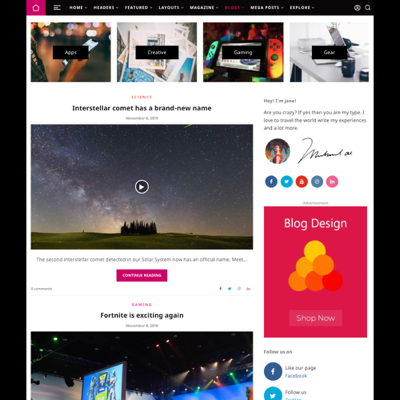 HOME HEADERS FEATURED LAYOUTS MAGAZINE BLOGS MEGA POSTS EXPLORE
Apps
Creative
Gaming
Gear
SCIENCE
Interstellar comet has a brand-new name
November 8, 2019
The second interstellar comet detected in our Solar System now has an official name. Meet...
CONTINUE READING
0 comments
GAMING
Fortnite is exciting again
November 8, 2019
Hey! I'm Jane!
Are you crazy? If yes then you are my type. I
love to travel the world write my experiences
and a lot more.
- Advertisement -
Blog Design
Shop Now
Follow us on
Like our page
Facebook
Follow us
Twitter